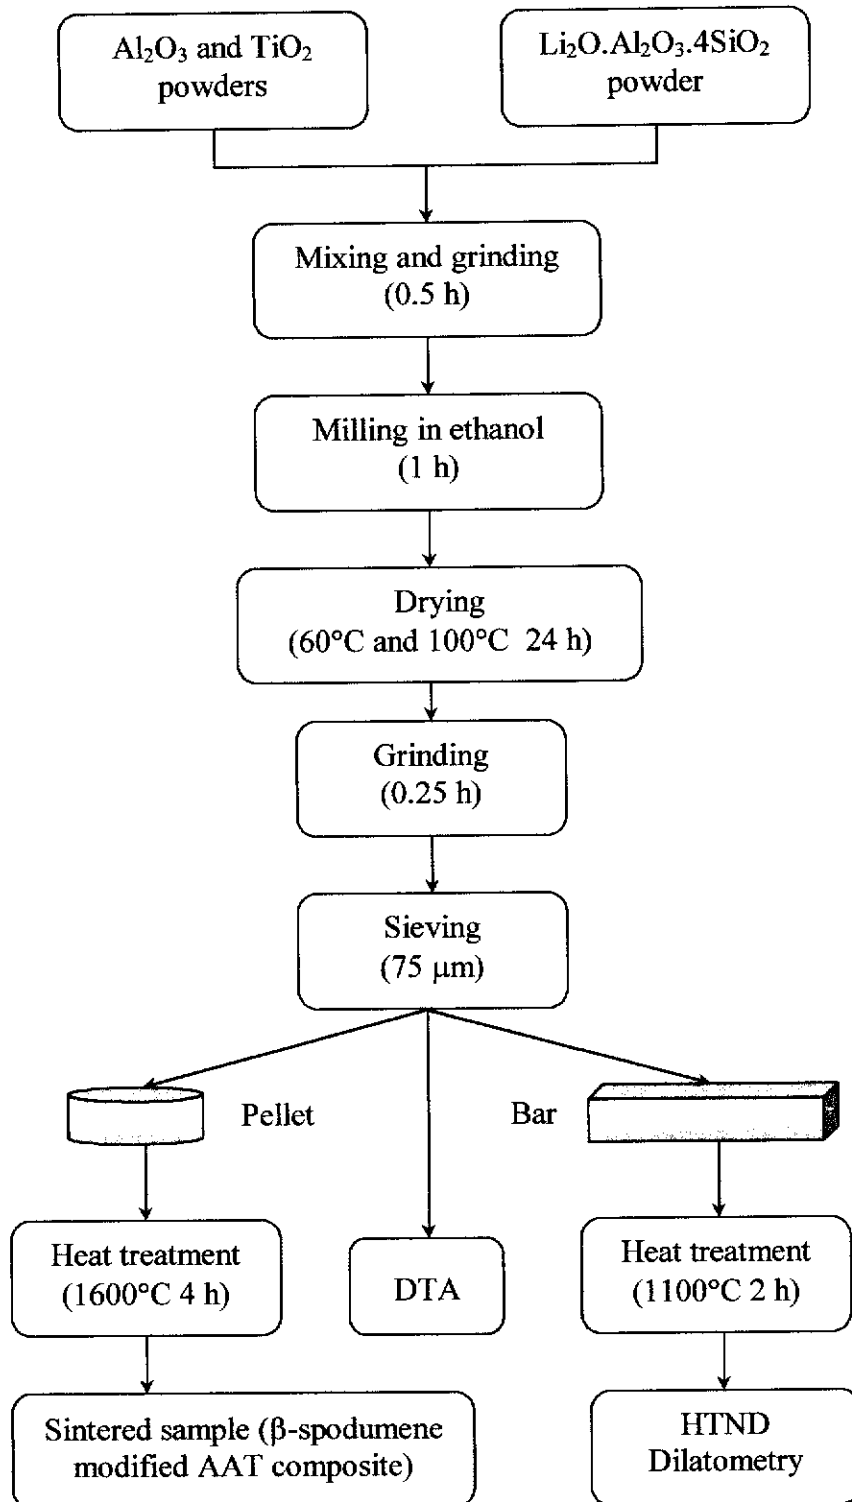 Al₂O₃ and TiO₂
powders
Li₂O.Al₂O₃.4SiO₂
powder
Mixing and grinding
(0.5 h)
Milling in ethanol
(1 h)
Drying
(60°C and 100°C 24 h)
Grinding
(0.25 h)
Sieving
(75 μm)
Pellet
Bar
Heat treatment
(1600°C 4 h)
DTA
Heat treatment
(1100°C 2 h)
Sintered sample (β-spodumene
modified AAT composite)
HTND
Dilatometry